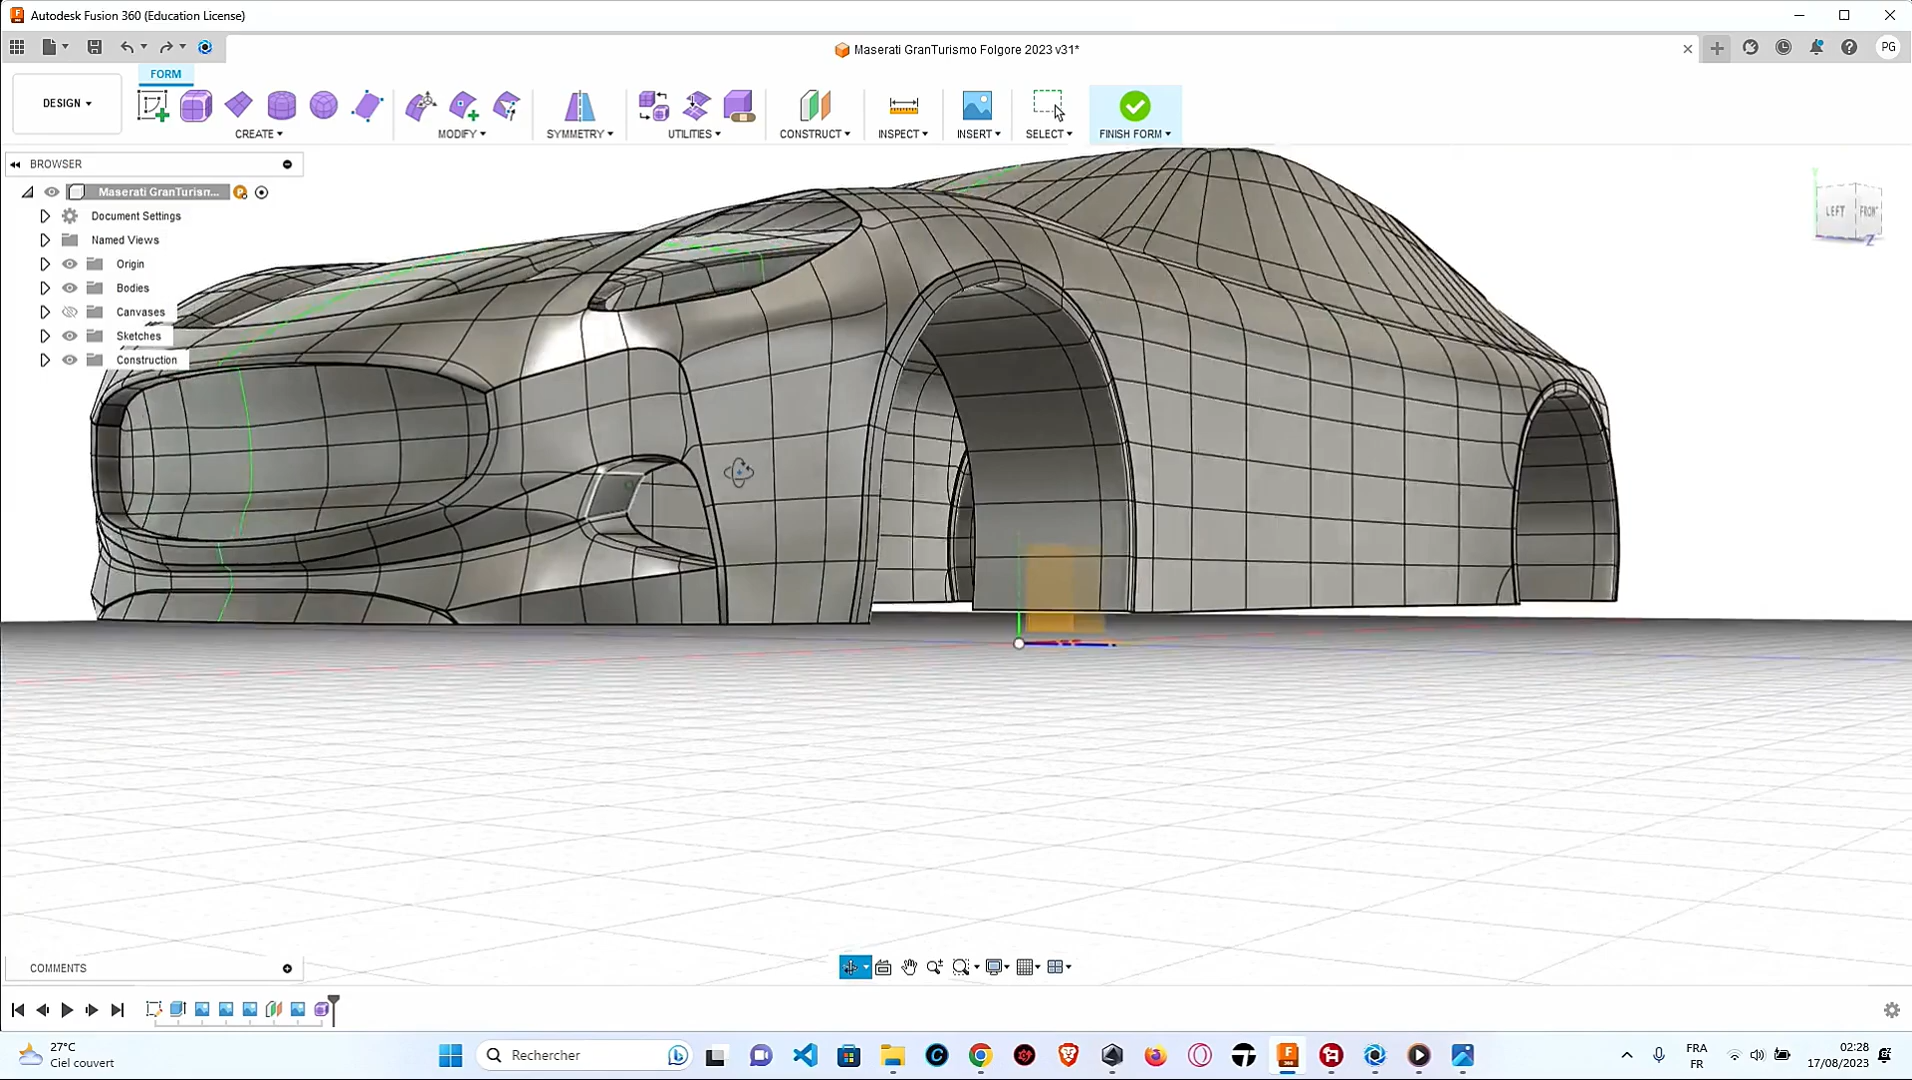 Autodesk Fusion 360 (Education License)
Maserati GranTurismo Folgore 2023 v31*
PG
FORM
DESIGN
CREATE
MODIFY
SYMMETRY
UTILITIES
CONSTRUCT
INSPECT
INSERT
SELECT
FINISH FORM
BROWSER
Maserati GranTurism...
Document Settings
Named Views
Origin
Bodies
Canvases
Sketches
Construction
Y
LEFT
FRONT
Z
COMMENTS
27°C
Ciel couvert
Rechercher
FRA
FR
02:28
17/08/2023